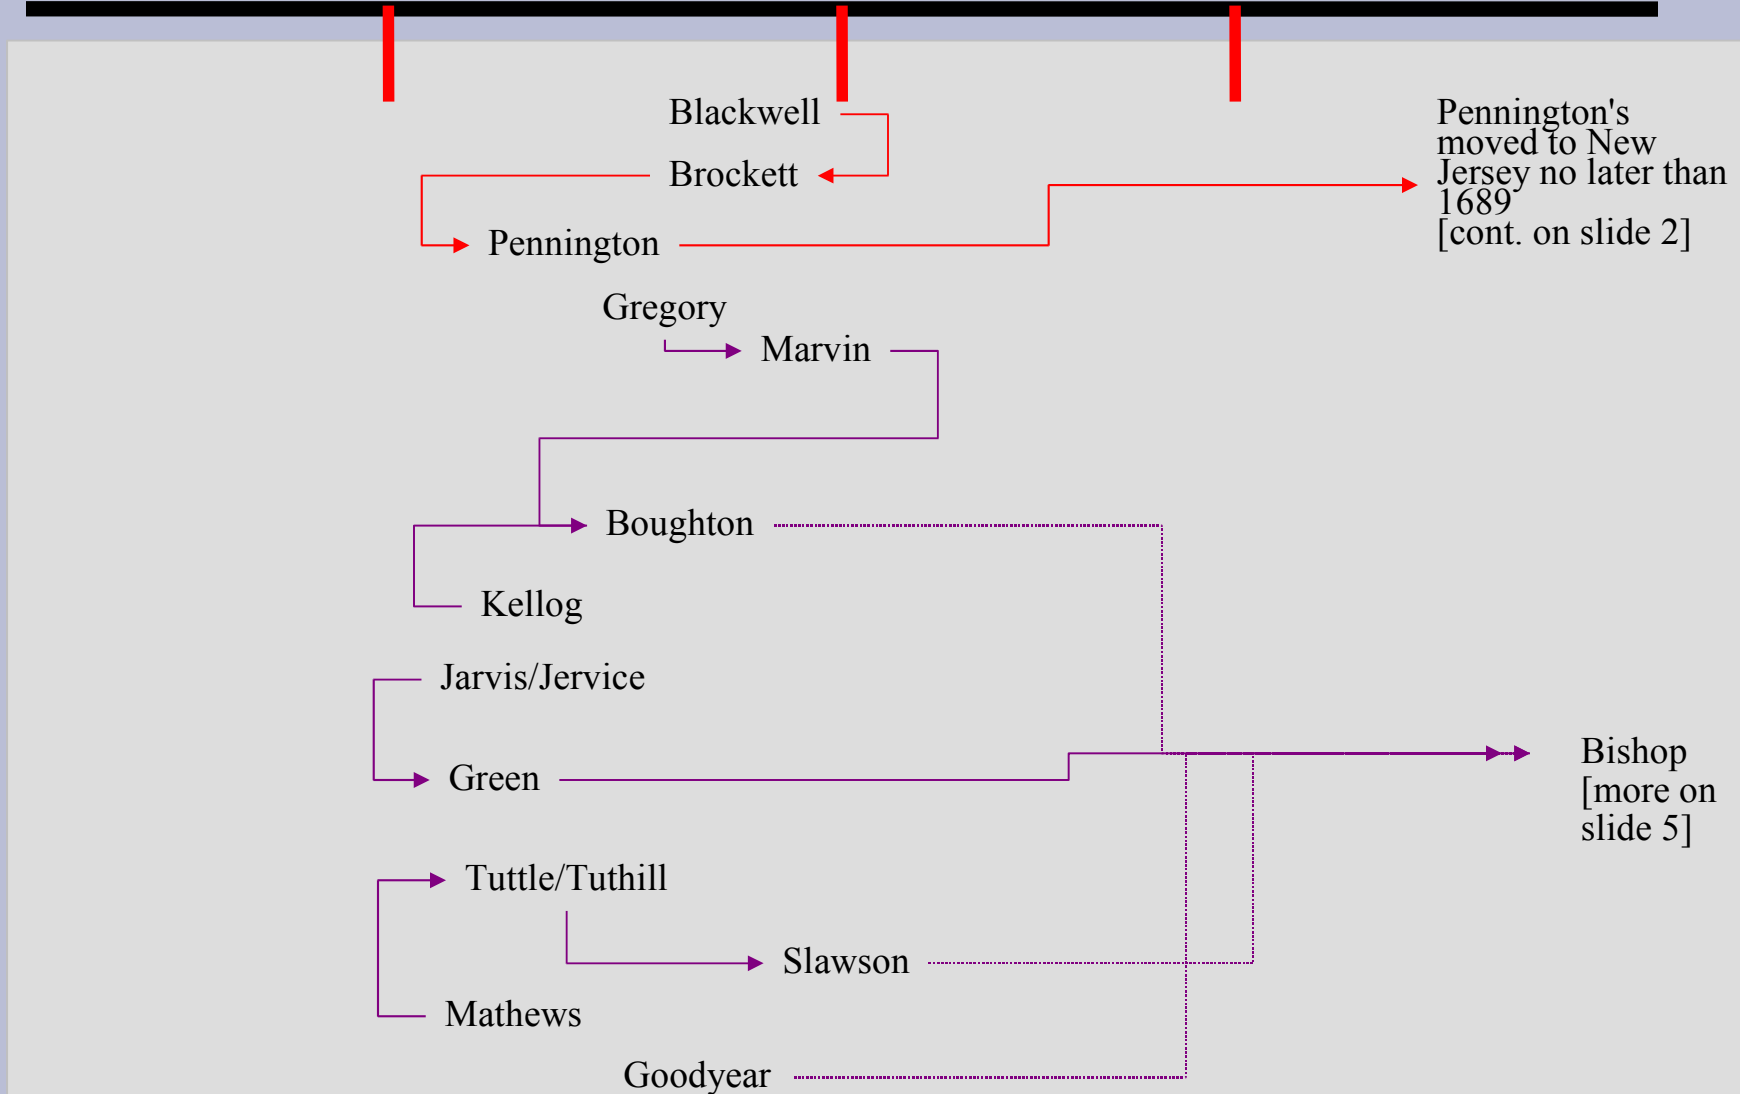 Blackwell
Brockett
Pennington
Pennington's
moved to New
Jersey no later than
1689
[cont. on slide 2]
Gregory
Marvin
Boughton
Kellog
Jarvis/Jervice
Green
Bishop
[more on
slide 5]
Tuttle/Tuthill
Slawson
Mathews
Goodyear